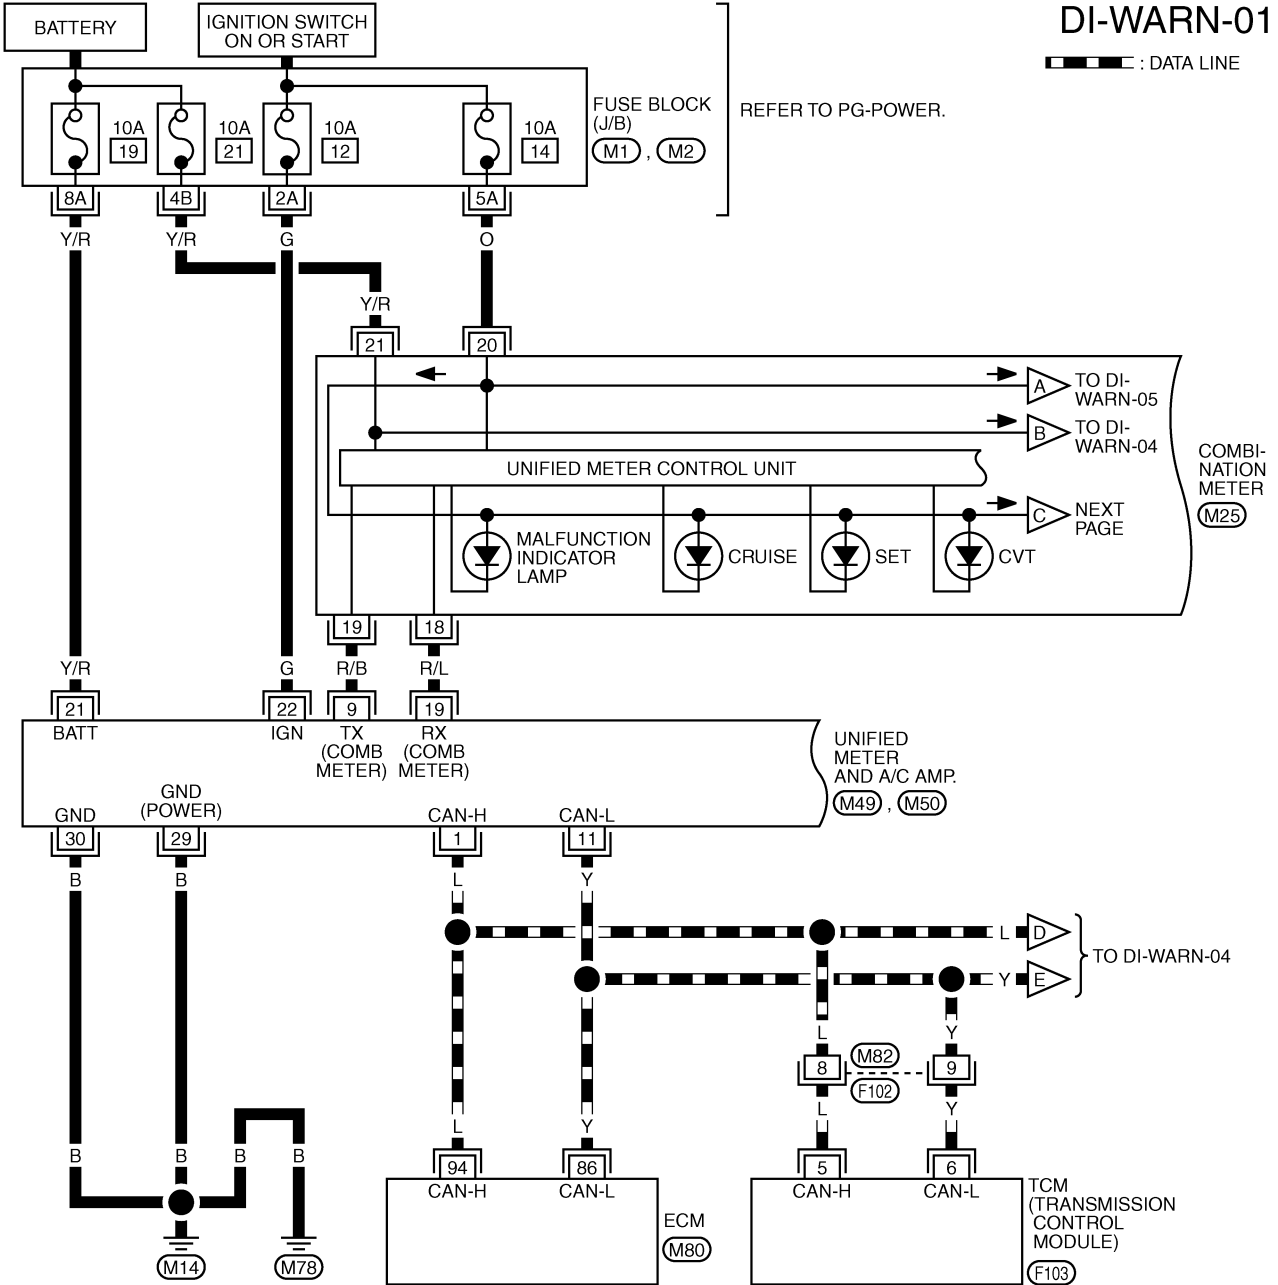 DI-WARN-01
: DATA LINE
BATTERY
IGNITION SWITCH
ON OR START
10A
19
10A
21
10A
12
10A
14
FUSE BLOCK
(J/B)
M1 , M2
REFER TO PG-POWER.
8A
4B
2A
5A
Y/R
Y/R
G
O
Y/R
21
20
A
TO DI-
WARN-05
B
TO DI-
WARN-04
UNIFIED METER CONTROL UNIT
COMBI-
NATION
METER
M25
C
NEXT
PAGE
MALFUNCTION
INDICATOR
LAMP
CRUISE
SET
CVT
19
18
Y/R
G
R/B
R/L
21
22
9
19
BATT
IGN
TX
(COMB
METER)
RX
(COMB
METER)
UNIFIED
METER
AND A/C AMP.
M49 , M50
GND
GND
(POWER)
CAN-H
CAN-L
30
29
1
11
B
B
L
Y
L
D
Y
E
TO DI-WARN-04
L
Y
8
M82
9
F102
L
Y
B
B
B
B
L
Y
94
86
5
6
CAN-H
CAN-L
CAN-H
CAN-L
ECM
M80
TCM
(TRANSMISSION
CONTROL
MODULE)
F103
M14
M78